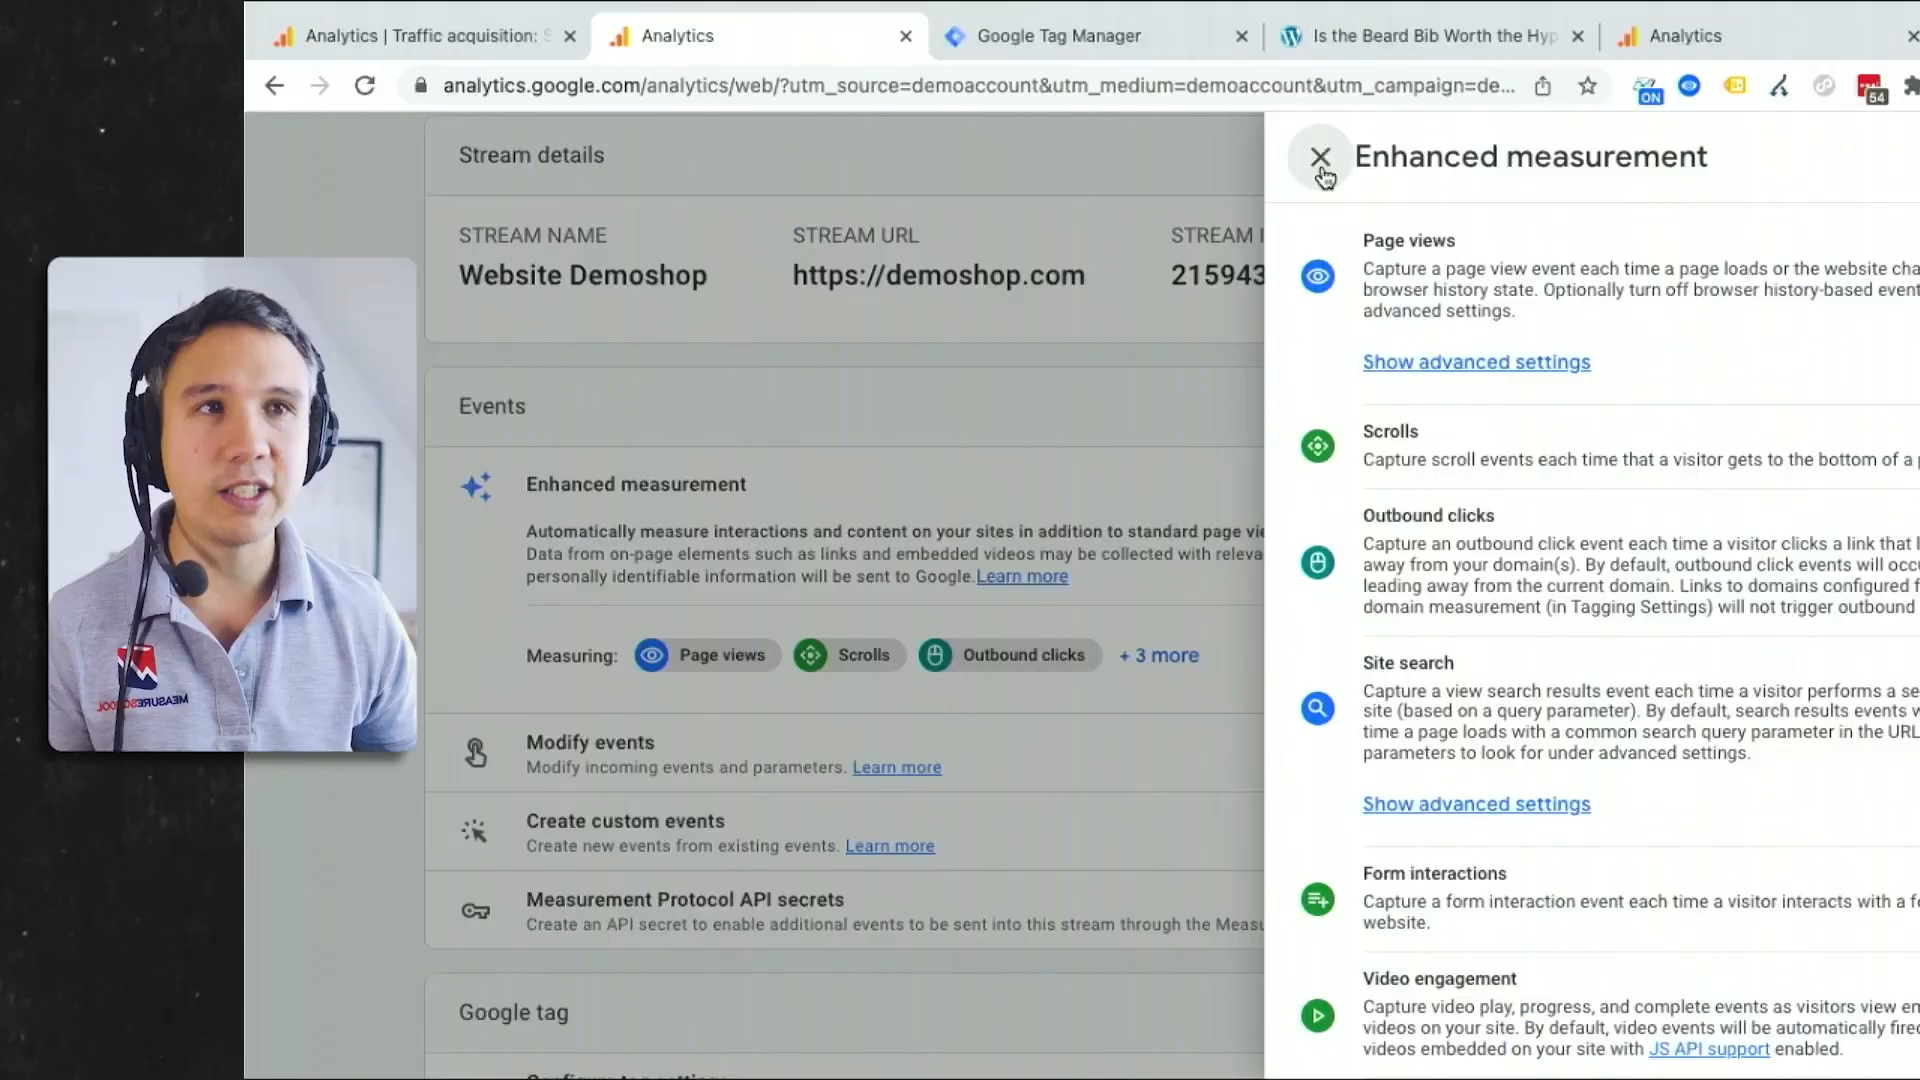 Analytics | Traffic acquisition: S
Analytics
Google Tag Manager
Is the Beard Bib Worth the Hyp
Analytics
analytics.google.com/analytics/web/?utm_source=demoaccount&utm_medium=demoaccount&utm_campaign=de...
ON
54
Stream details
STREAM NAME
STREAM URL
STREAM I
Website Demoshop
https://demoshop.com
215943
Events
Enhanced measurement
Automatically measure interactions and content on your sites in addition to standard page vie
Data from on-page elements such as links and embedded videos may be collected with releva
personally identifiable information will be sent to Google. Learn more
Measuring:
Page views
Scrolls
Outbound clicks
+ 3 more
Modify events
Modify incoming events and parameters. Learn more
Create custom events
Create new events from existing events. Learn more
Measurement Protocol API secrets
Create an API secret to enable additional events to be sent into this stream through the Measu
Google tag
Enhanced measurement
Page views
Capture a page view event each time a page loads or the website cha
browser history state. Optionally turn off browser history-based event
advanced settings.
Show advanced settings
Scrolls
Capture scroll events each time that a visitor gets to the bottom of a p
Outbound clicks
Capture an outbound click event each time a visitor clicks a link that l
away from your domain(s). By default, outbound click events will occu
leading away from the current domain. Links to domains configured f
domain measurement (in Tagging Settings) will not trigger outbound
Site search
Capture a view search results event each time a visitor performs a se
site (based on a query parameter). By default, search results events w
time a page loads with a common search query parameter in the URL
parameters to look for under advanced settings.
Show advanced settings
Form interactions
Capture a form interaction event each time a visitor interacts with a fo
website.
Video engagement
Capture video play, progress, and complete events as visitors view em
videos on your site. By default, video events will be automatically fired
videos embedded on your site with JS API support enabled.
MEASURESCHOOL